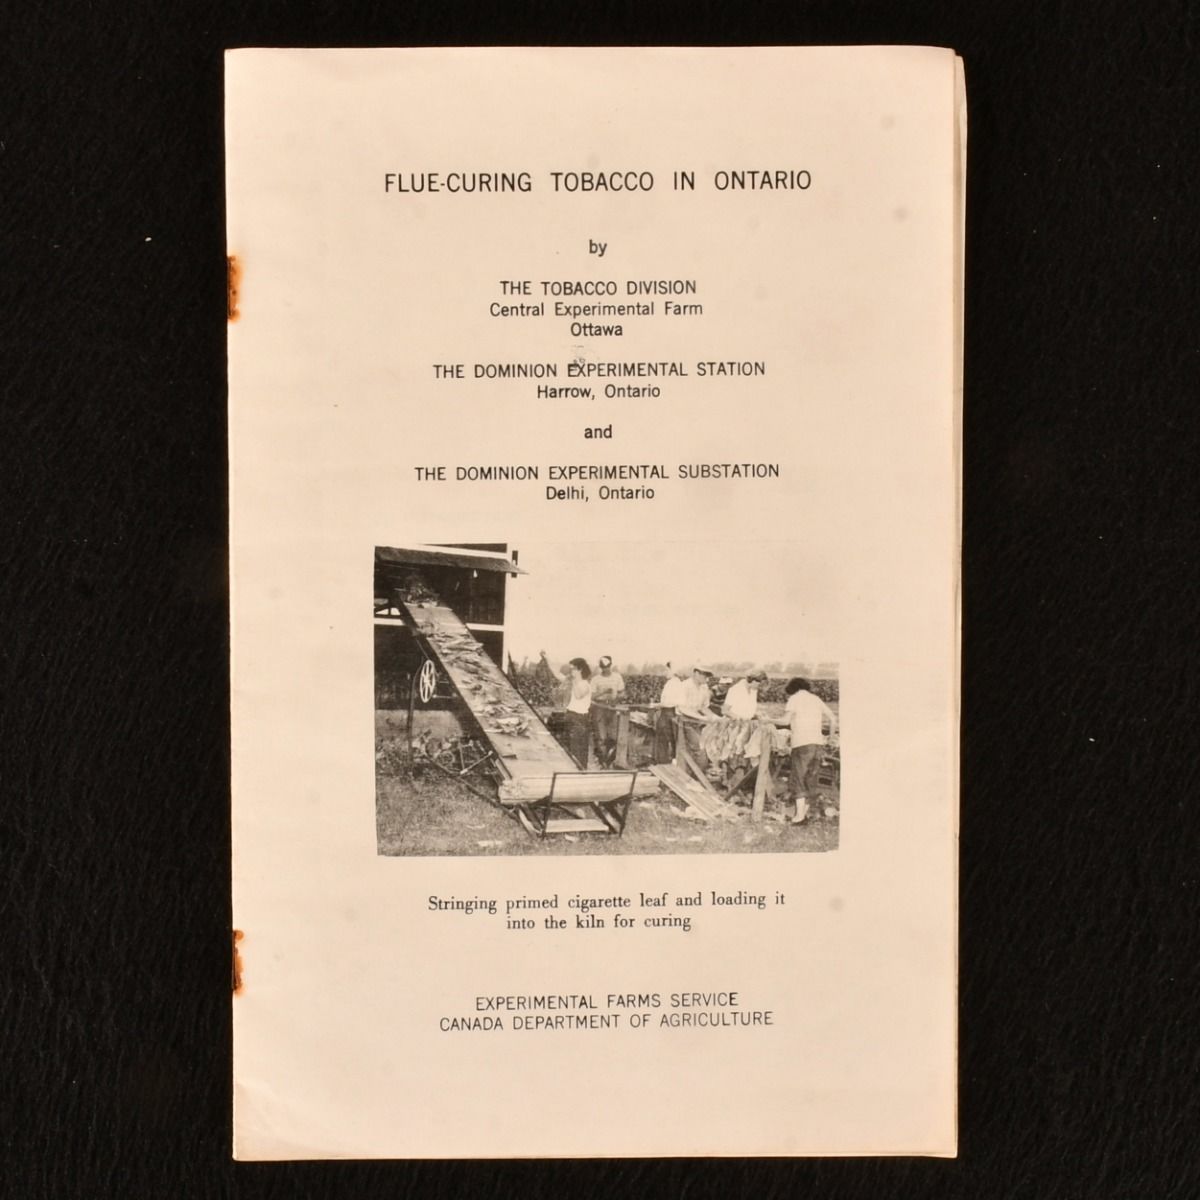 FLUE-CURING TOBACCO IN ONTARIO
by
THE TOBACCO DIVISION
Central Experimental Farm
Ottawa
THE DOMINION EXPERIMENTAL STATION
Harrow, Ontario
and
THE DOMINION EXPERIMENTAL SUBSTATION
Delhi, Ontario
Stringing primed cigarette leaf and loading it
into the kiln for curing
EXPERIMENTAL FARMS SERVICE
CANADA DEPARTMENT OF AGRICULTURE